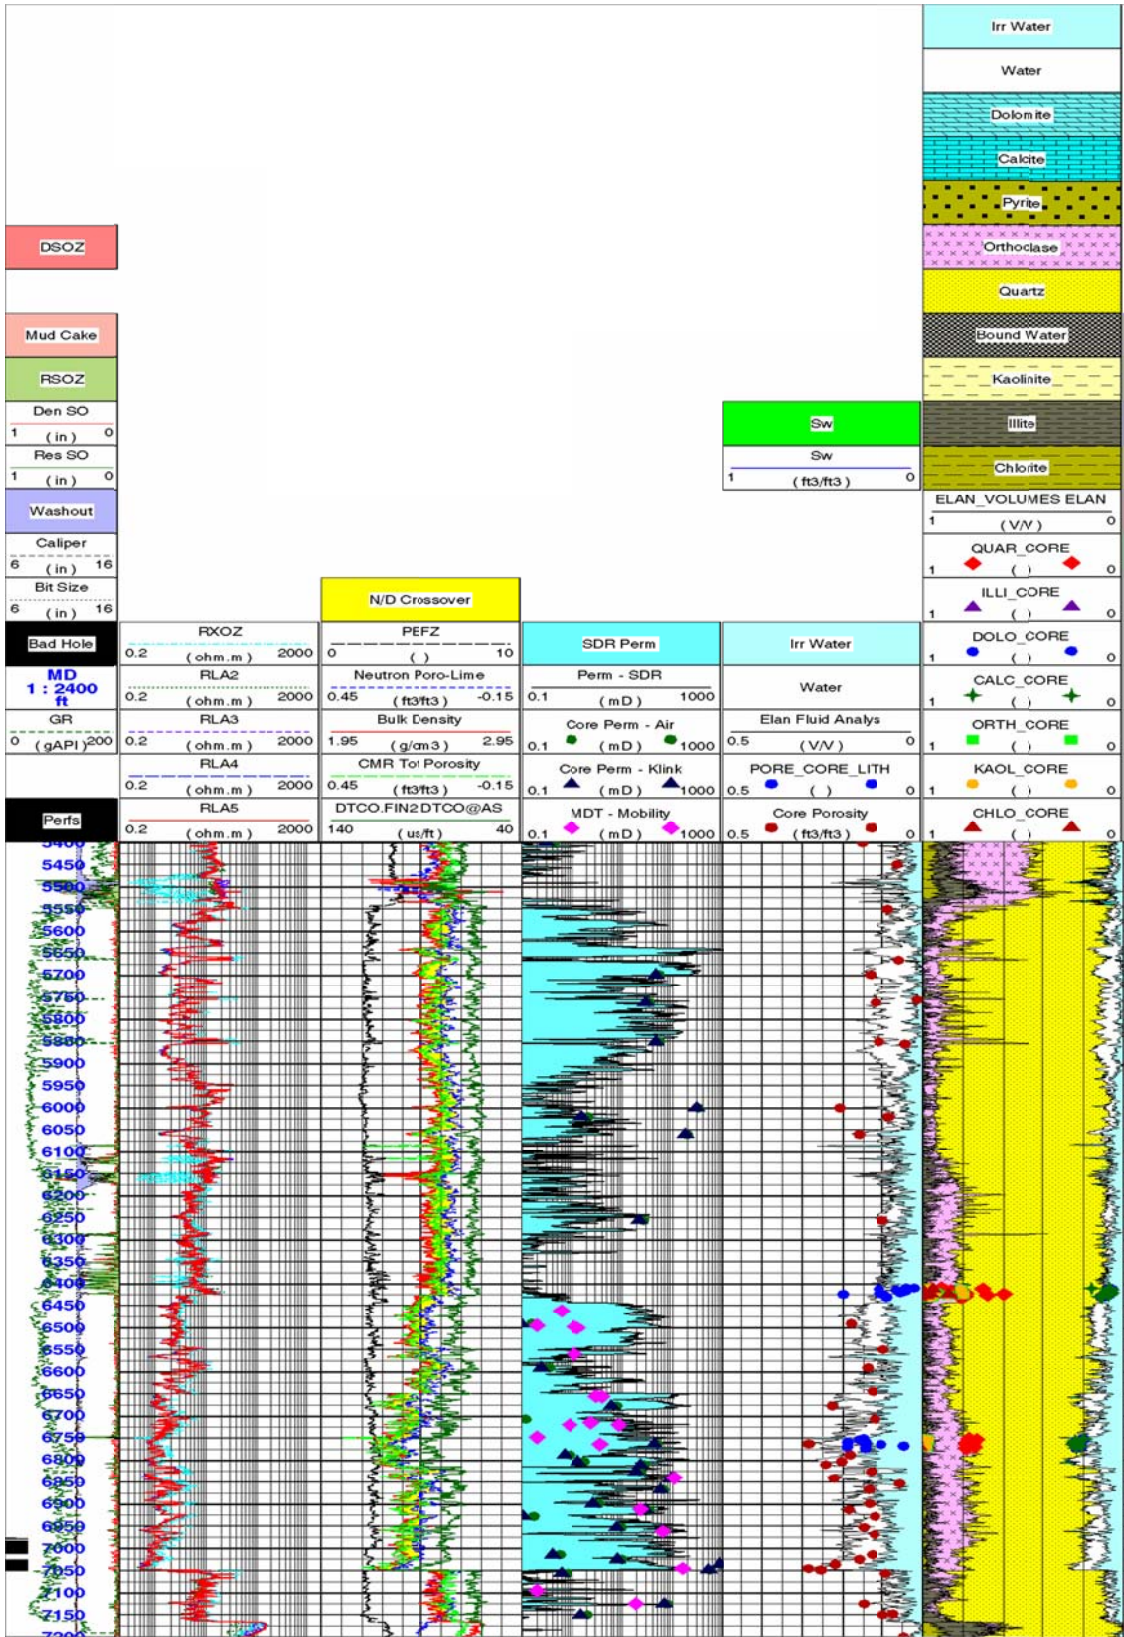 Irr Water
Water
Dolomite
Calcite
Pyrite
DSOZ
Orthoclase
Quartz
Mud Cake
Bound Water
RSOZ
Kaolinite
Den SO
1 (in) 0
Sw
Illite
Res SO
1 (in) 0
Sw
1 (ft3/ft3) 0
Chlorite
Washout
ELAN_VOLUMES ELAN
1 (V/V) 0
Caliper
6 (in) 16
QUAR_CORE
1 ( ) 0
Bit Size
6 (in) 16
N/D Crossover
ILLI_CORE
1 ( ) 0
Bad Hole
RXOZ
0.2 (ohm.m) 2000
PEFZ
0 ( ) 10
SDR Perm
Irr Water
DOLO_CORE
1 ( ) 0
MD
1 : 2400
ft
RLA2
0.2 (ohm.m) 2000
Neutron Poro-Lime
0.45 (ft3/ft3) -0.15
Perm - SDR
0.1 (mD) 1000
Water
CALC_CORE
1 ( ) 0
GR
0 (gAPI) 200
RLA3
0.2 (ohm.m) 2000
Bulk Density
1.95 (g/cm3) 2.95
Core Perm - Air
0.1 (mD) 1000
Elan Fluid Analys
0.5 (V/V) 0
ORTH_CORE
1 ( ) 0
RLA4
0.2 (ohm.m) 2000
CMR Tot Porosity
0.45 (ft3/ft3) -0.15
Core Perm - Klink
0.1 (mD) 1000
PORE_CORE_LITH
0.5 ( ) 0
KAOL_CORE
1 ( ) 0
Perfs
RLA5
0.2 (ohm.m) 2000
DTCO.FIN2DTCO@AS
140 (us/ft) 40
MDT - Mobility
0.1 (mD) 1000
Core Porosity
0.5 (ft3/ft3) 0
CHLO_CORE
1 ( ) 0
5400
5450
5500
5550
5600
5650
5700
5750
5800
5850
5900
5950
6000
6050
6100
6150
6200
6250
6300
6350
6400
6450
6500
6550
6600
6650
6700
6750
6800
6850
6900
6950
7000
7050
7100
7150
7200